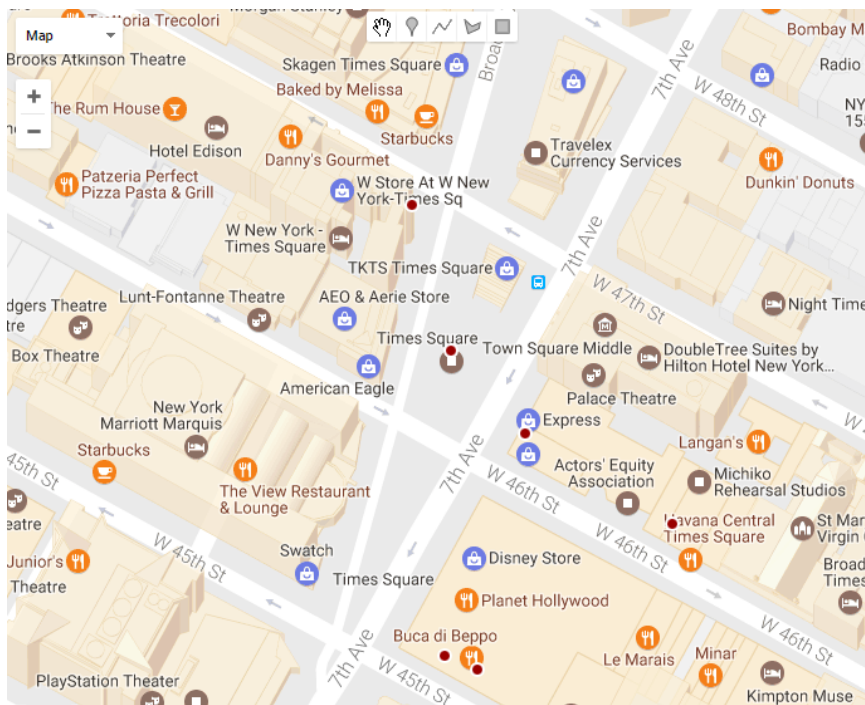 Trattoria Trecolori
Morgan Stanley
Map
Brooks Atkinson Theatre
Skagen Times Square
Broa
7th Ave
Bombay M
Radio
Baked by Melissa
W 48th St
The Rum House
Starbucks
NY
155
Hotel Edison
Danny's Gourmet
Travelex
Currency Services
Patzeria Perfect
Pizza Pasta & Grill
W Store At W New
York-Times Sq
Dunkin' Donuts
W New York -
Times Square
7th Ave
TKTS Times Square
W 47th St
dgers Theatre
tre
Lunt-Fontanne Theatre
AEO & Aerie Store
Night Time
Box Theatre
Times Square
Town Square Middle
DoubleTree Suites by
Hilton Hotel New York...
American Eagle
Palace Theatre
New York
Marriott Marquis
Express
W 47
Starbucks
45th St
7th Ave
Langan's
Actors' Equity
Association
Michiko
Rehearsal Studios
The View Restaurant
& Lounge
W 46th St
eatre
Havana Central
Times Square
St Mar
Virgin
W 45th St
W 46th St
Junior's
Theatre
Swatch
Times Square
Disney Store
Broad
Times
Planet Hollywood
7th Ave
Buca di Beppo
W 46th St
Le Marais
Minar
W 45th St
PlayStation Theater
Kimpton Muse